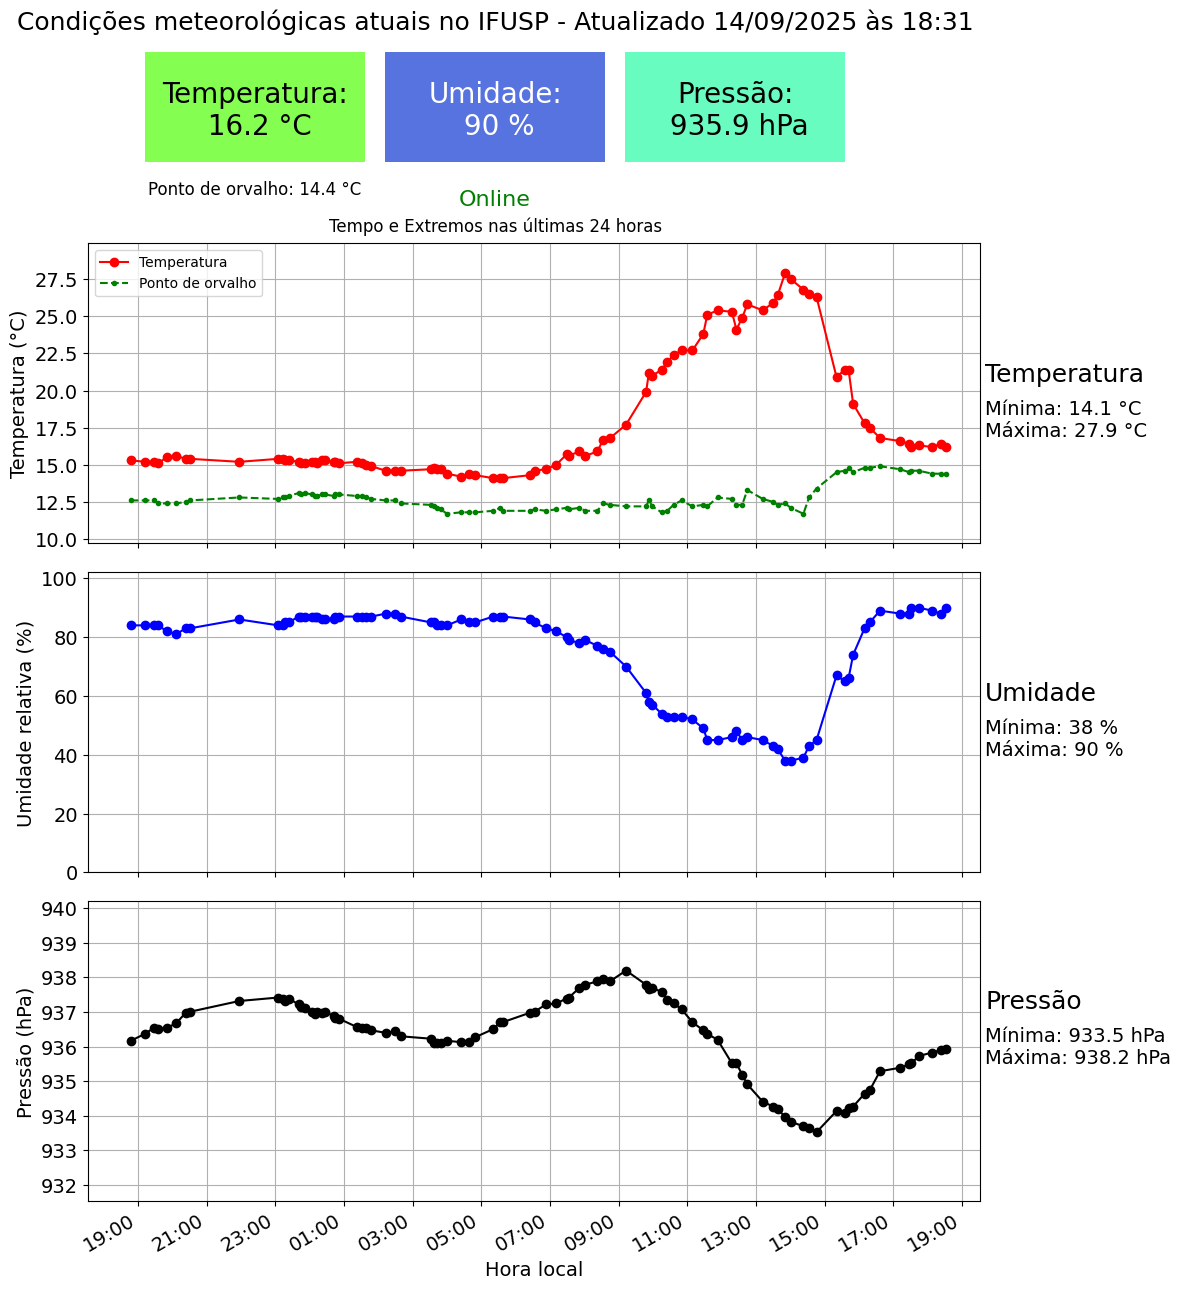 Condições meteorológicas atuais no IFUSP - Atualizado 14/09/2025 às 18:31
Temperatura:
16.2 °C
Umidade:
90 %
Pressão:
935.9 hPa
Ponto de orvalho: 14.4 °C
Online
Tempo e Extremos nas últimas 24 horas
Temperatura
Ponto de orvalho
Temperatura (°C)
27.5
25.0
22.5
20.0
17.5
15.0
12.5
10.0
Temperatura
Mínima: 14.1 °C
Máxima: 27.9 °C
Umidade relativa (%)
100
80
60
40
20
0
Umidade
Mínima: 38 %
Máxima: 90 %
Pressão (hPa)
940
939
938
937
936
935
934
933
932
Pressão
Mínima: 933.5 hPa
Máxima: 938.2 hPa
19:00
21:00
23:00
01:00
03:00
05:00
07:00
09:00
11:00
13:00
15:00
17:00
19:00
Hora local